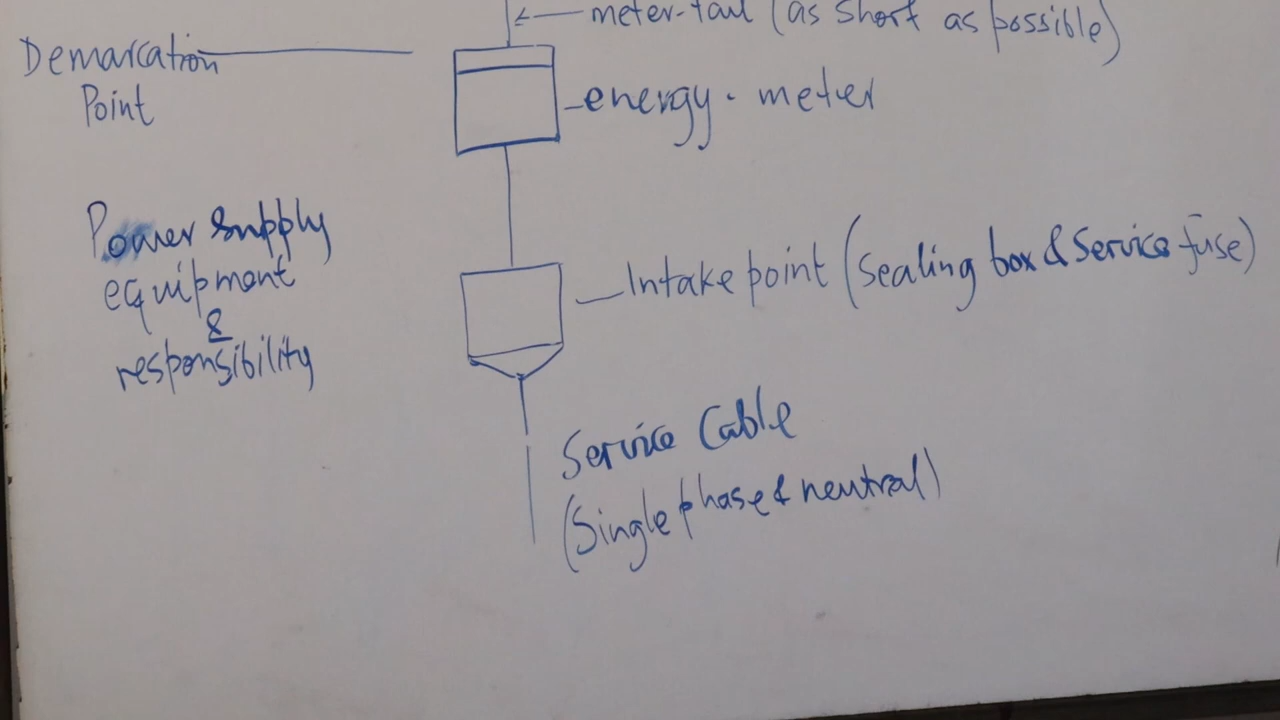 meter-tail (as short as possible)
Demarcation
Point
energy. meter
Power supply
equipment
&
responsibility
Intake point (Sealing box & Service fuse)
Service Cable
(Single phase & neutral)